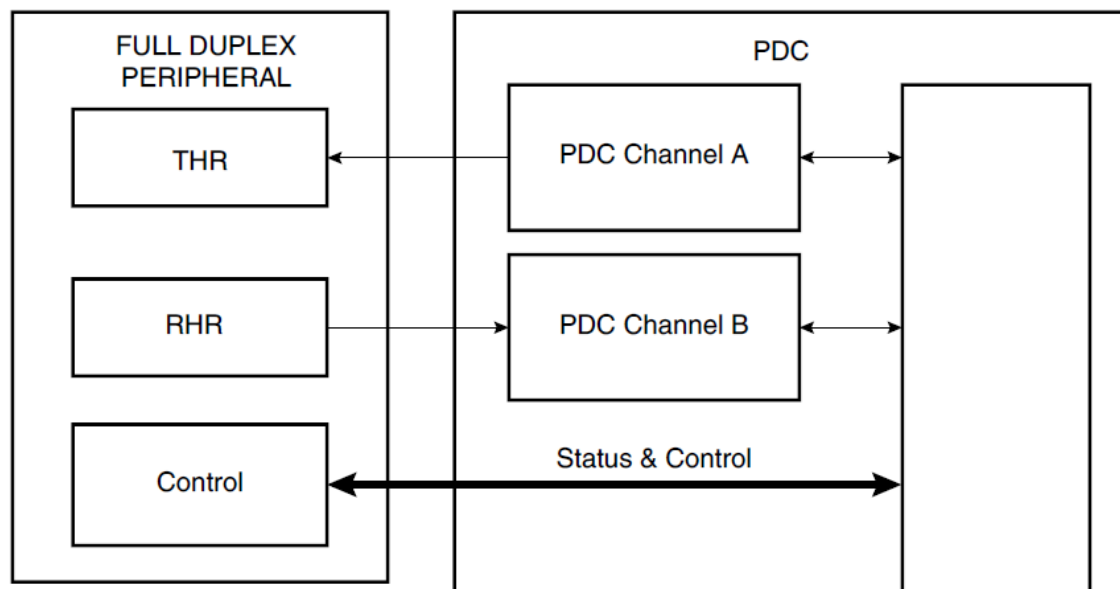 FULL DUPLEX
PERIPHERAL
PDC
THR
PDC Channel A
RHR
PDC Channel B
Control
Status & Control